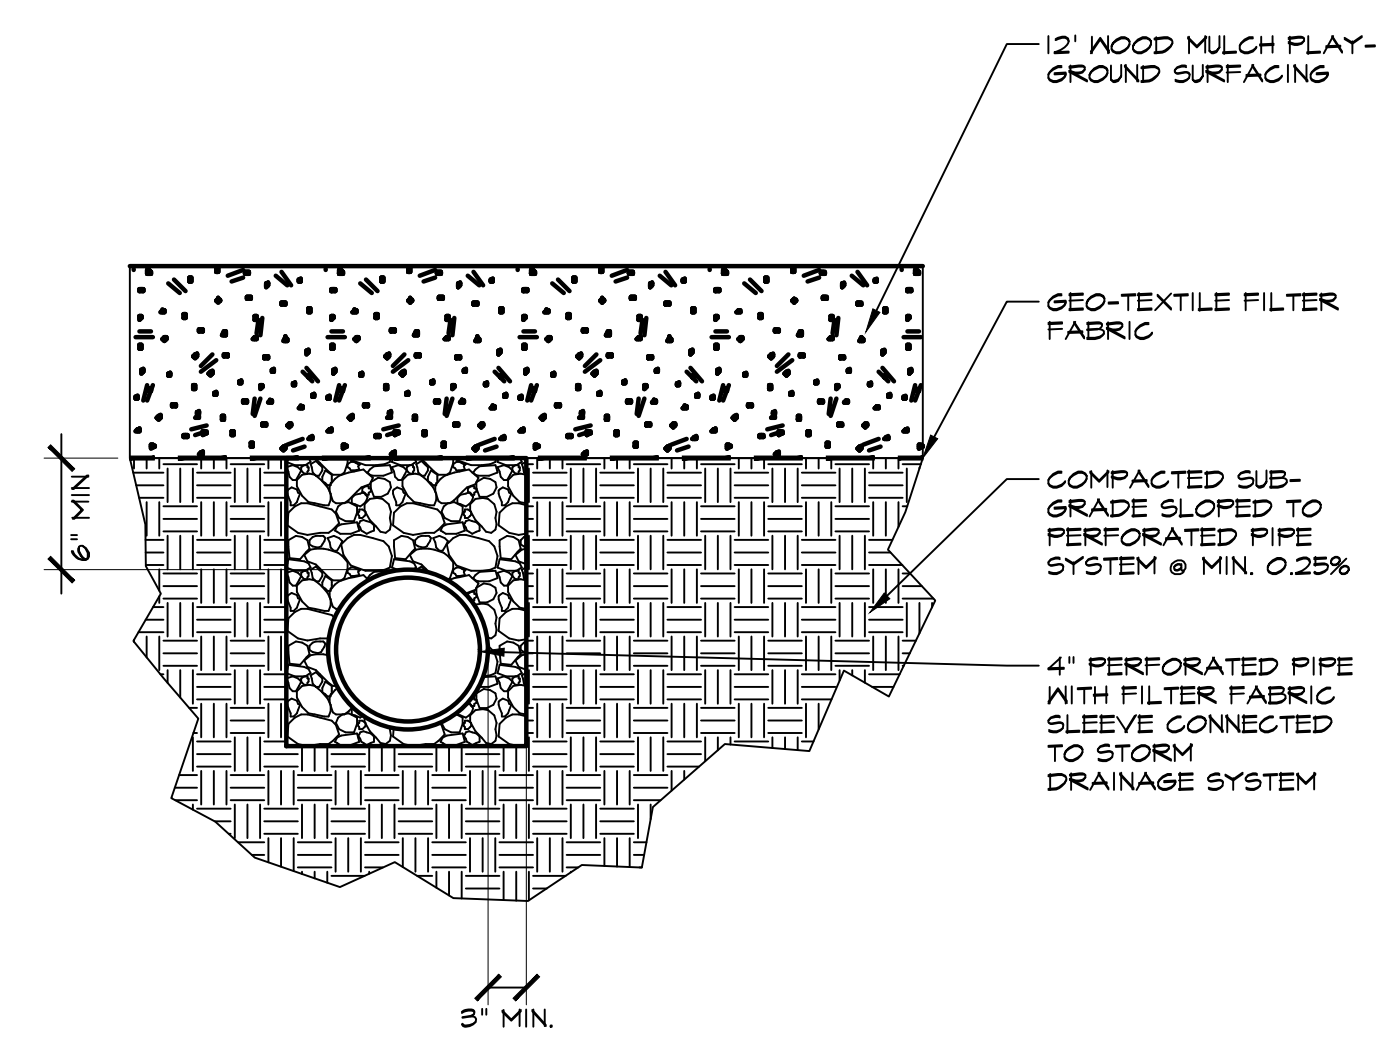 12' WOOD MULCH PLAY-
GROUND SURFACING
GEO-TEXTILE FILTER
FABRIC
COMPACTED SUB-
GRADE SLOPED TO
PERFORATED PIPE
SYSTEM @ MIN. 0.25%
6" MIN
4" PERFORATED PIPE
WITH FILTER FABRIC
SLEEVE CONNECTED
TO STORM
DRAINAGE SYSTEM
3" MIN.